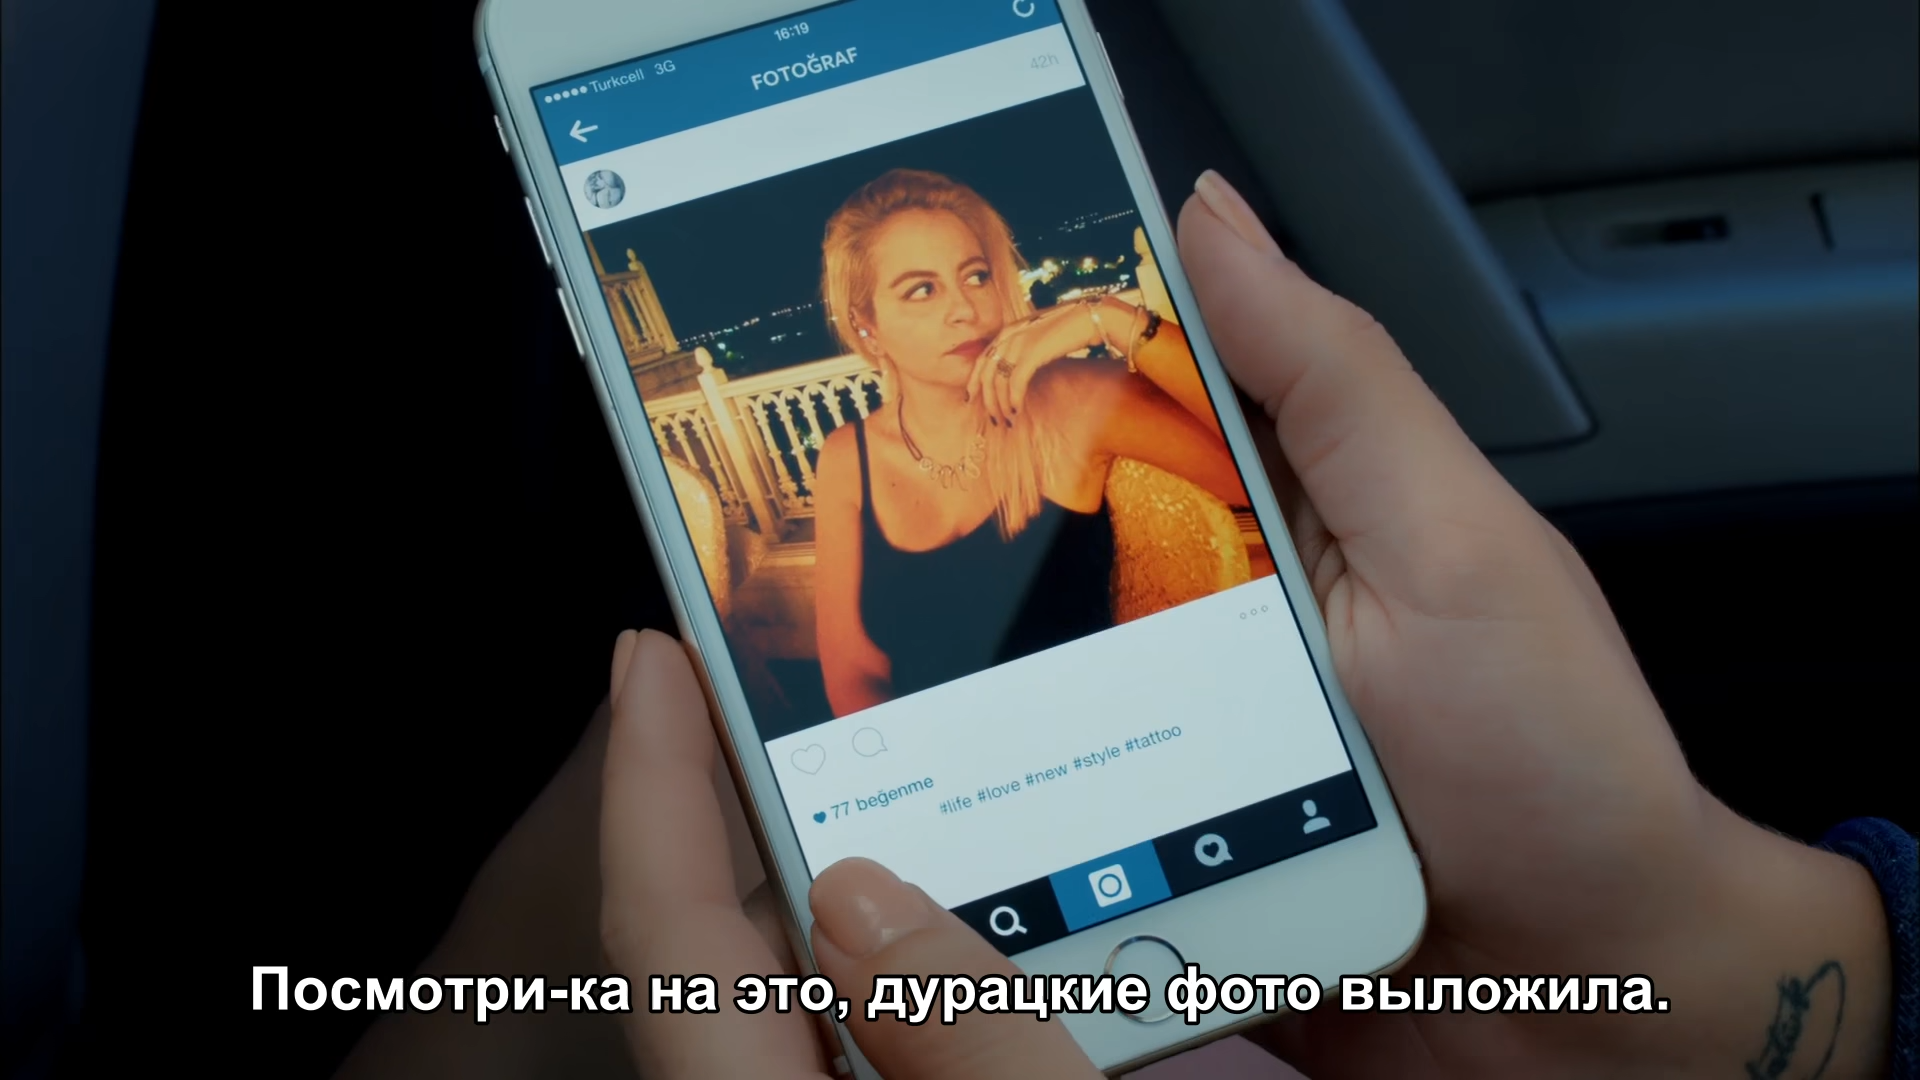 Turkcell 3G
16:19
FOTOĞRAF
42h
77 beğenme
#life #love #new #style #tattoo
Посмотри-ка на это, дурацкие фото выложила.